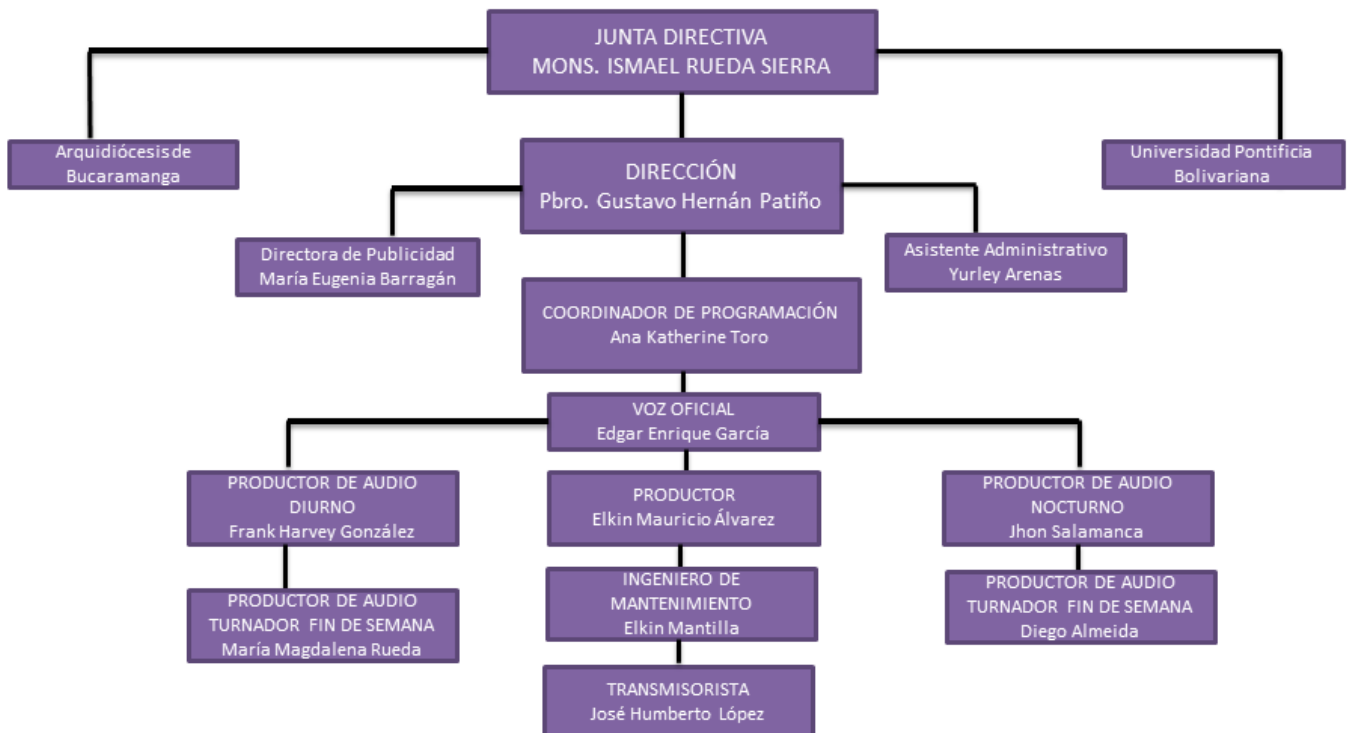 JUNTA DIRECTIVA
MONS. ISMAEL RUEDA SIERRA
Arquidiócesis de
Bucaramanga
Universidad Pontificia
Bolivariana
DIRECCIÓN
Pbro. Gustavo Hernán Patiño
Directora de Publicidad
María Eugenia Barragán
Asistente Administrativo
Yurley Arenas
COORDINADOR DE PROGRAMACIÓN
Ana Katherine Toro
VOZ OFICIAL
Edgar Enrique García
PRODUCTOR DE AUDIO
DIURNO
Frank Harvey González
PRODUCTOR
Elkin Mauricio Álvarez
PRODUCTOR DE AUDIO
NOCTURNO
Jhon Salamanca
PRODUCTOR DE AUDIO
TURNADOR FIN DE SEMANA
María Magdalena Rueda
INGENIERO DE
MANTENIMIENTO
Elkin Mantilla
PRODUCTOR DE AUDIO
TURNADOR FIN DE SEMANA
Diego Almeida
TRANSMISORISTA
José Humberto López